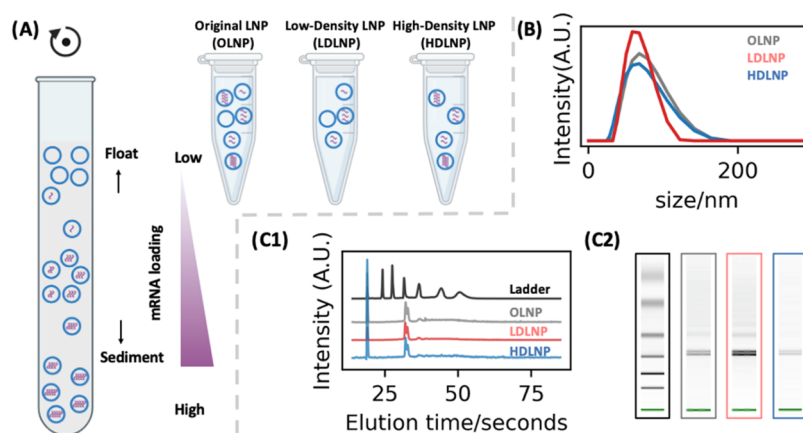 (A)
Original LNP
(OLNP)
Low-Density LNP
(LDLNP)
High-Density LNP
(HDLNP)
Float
Sediment
Low
mRNA loading
High
(B)
Intensity(A.U.)
OLNP
LDLNP
HDLNP
0
200
size/nm
(C1)
Intensity (A.U.)
Ladder
OLNP
LDLNP
HDLNP
25
50
75
Elution time/seconds
(C2)